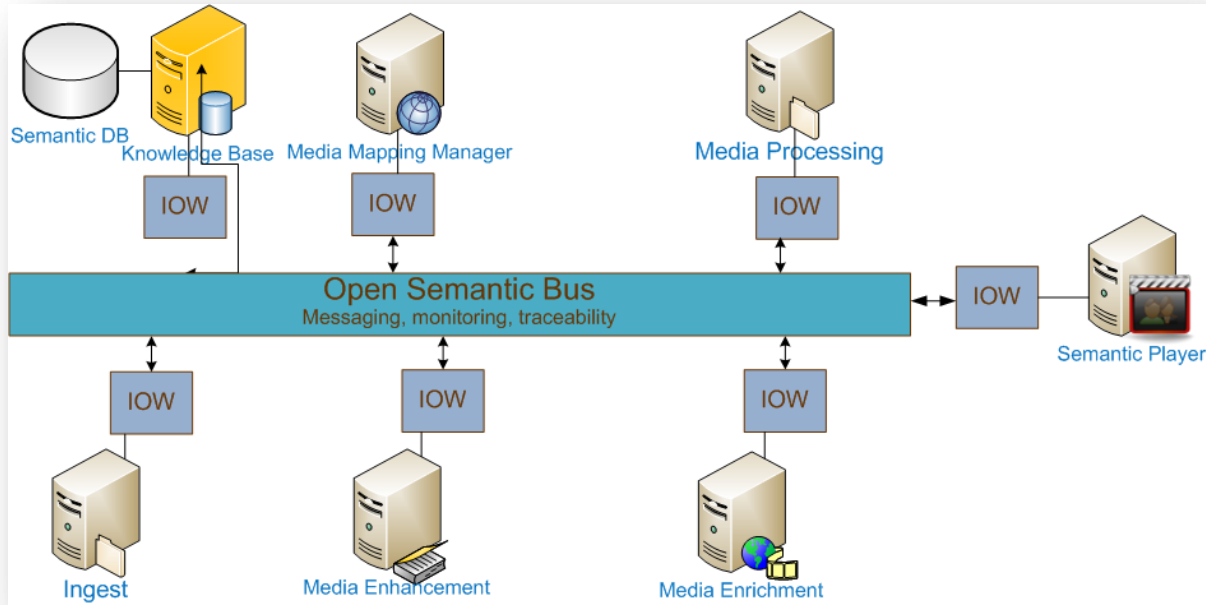 Semantic DB
Knowledge Base
Media Mapping Manager
Media Processing
IOW
IOW
IOW
Open Semantic Bus
Messaging, monitoring, traceability
IOW
Semantic Player
IOW
IOW
IOW
Ingest
Media Enhancement
Media Enrichment